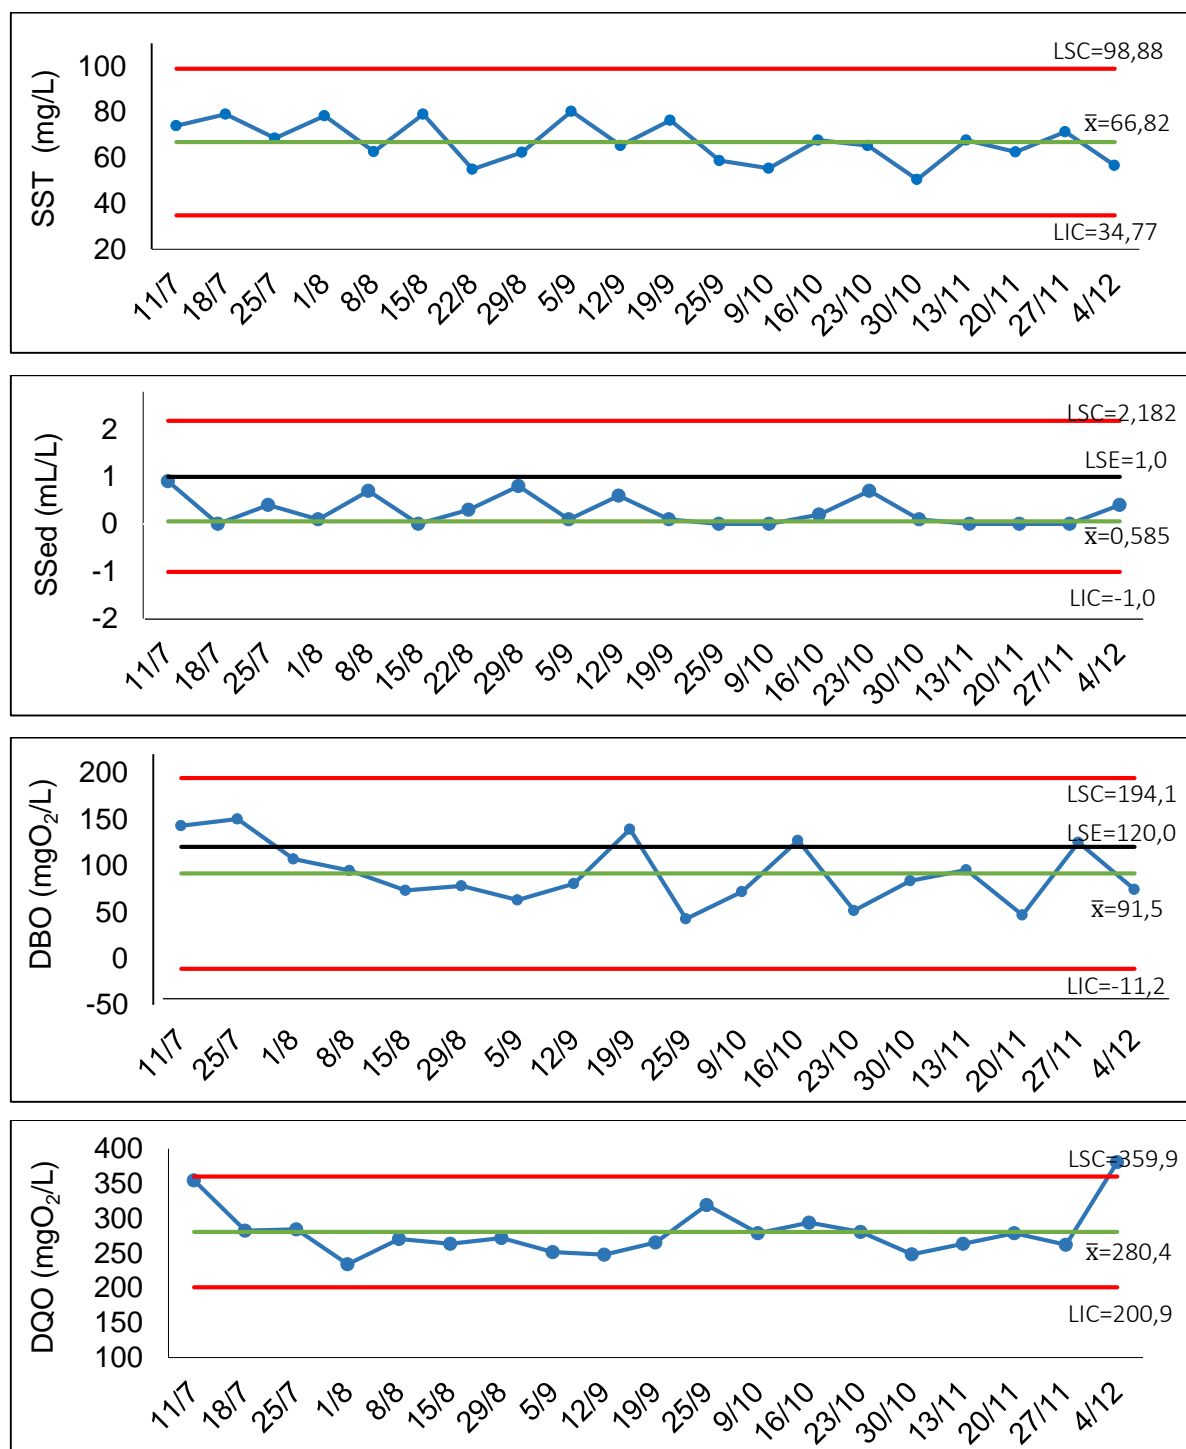 SST (mg/L)
100
80
60
40
20
LSC=98,88
x̅=66,82
LIC=34,77
11/7 18/7 25/7 1/8 8/8 15/8 22/8 29/8 5/9 12/9 19/9 25/9 9/10 16/10 23/10 30/10 13/11 20/11 27/11 4/12
SSed (mL/L)
2
1
0
-1
-2
LSC=2,182
LSE=1,0
x̅=0,585
LIC=-1,0
11/7 18/7 25/7 1/8 8/8 15/8 22/8 29/8 5/9 12/9 19/9 25/9 9/10 16/10 23/10 30/10 13/11 20/11 27/11 4/12
DBO (mgO₂/L)
200
150
100
50
0
-50
LSC=194,1
LSE=120,0
x̅=91,5
LIC=-11,2
11/7 25/7 1/8 8/8 15/8 29/8 5/9 12/9 19/9 25/9 9/10 16/10 23/10 30/10 13/11 20/11 27/11 4/12
DQO (mgO₂/L)
400
350
300
250
200
150
100
LSC=359,9
x̅=280,4
LIC=200,9
11/7 18/7 25/7 1/8 8/8 15/8 29/8 5/9 12/9 19/9 25/9 9/10 16/10 23/10 30/10 13/11 20/11 27/11 4/12